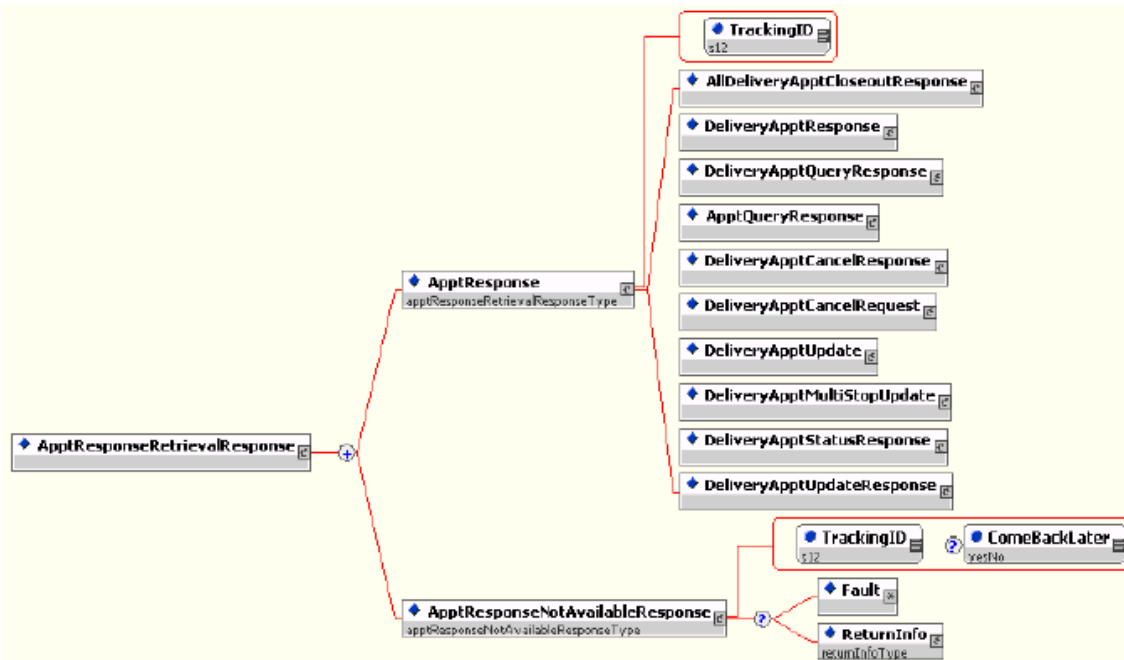 TrackingID
s12
AllDeliveryApptCloseoutResponse
DeliveryApptResponse
DeliveryApptQueryResponse
ApptQueryResponse
DeliveryApptCancelResponse
ApptResponse
apptResponseRetrievalResponseType
DeliveryApptCancelRequest
DeliveryApptUpdate
DeliveryApptMultiStopUpdate
ApptResponseRetrievalResponse
DeliveryApptStatusResponse
DeliveryApptUpdateResponse
TrackingID
s12
? ComeBackLater
yesNo
ApptResponseNotAvailableResponse
apptResponseNotAvailableResponseType
?
Fault
ReturnInfo
returnInfoType